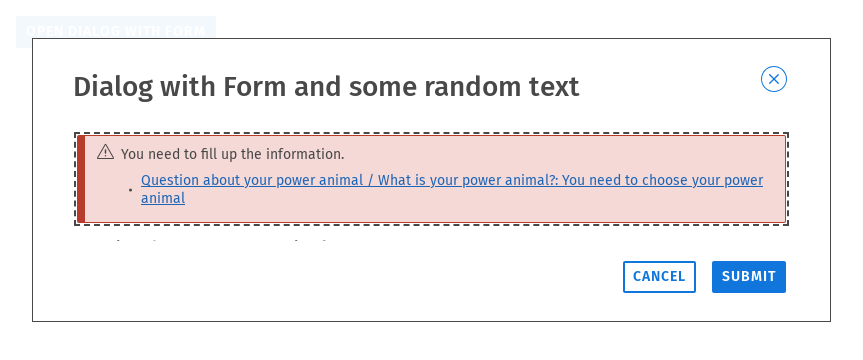 OPEN DIALOG WITH FORM
Dialog with Form and some random text
You need to fill up the information.
• Question about your power animal / What is your power animal?: You need to choose your power
animal
CANCEL
SUBMIT